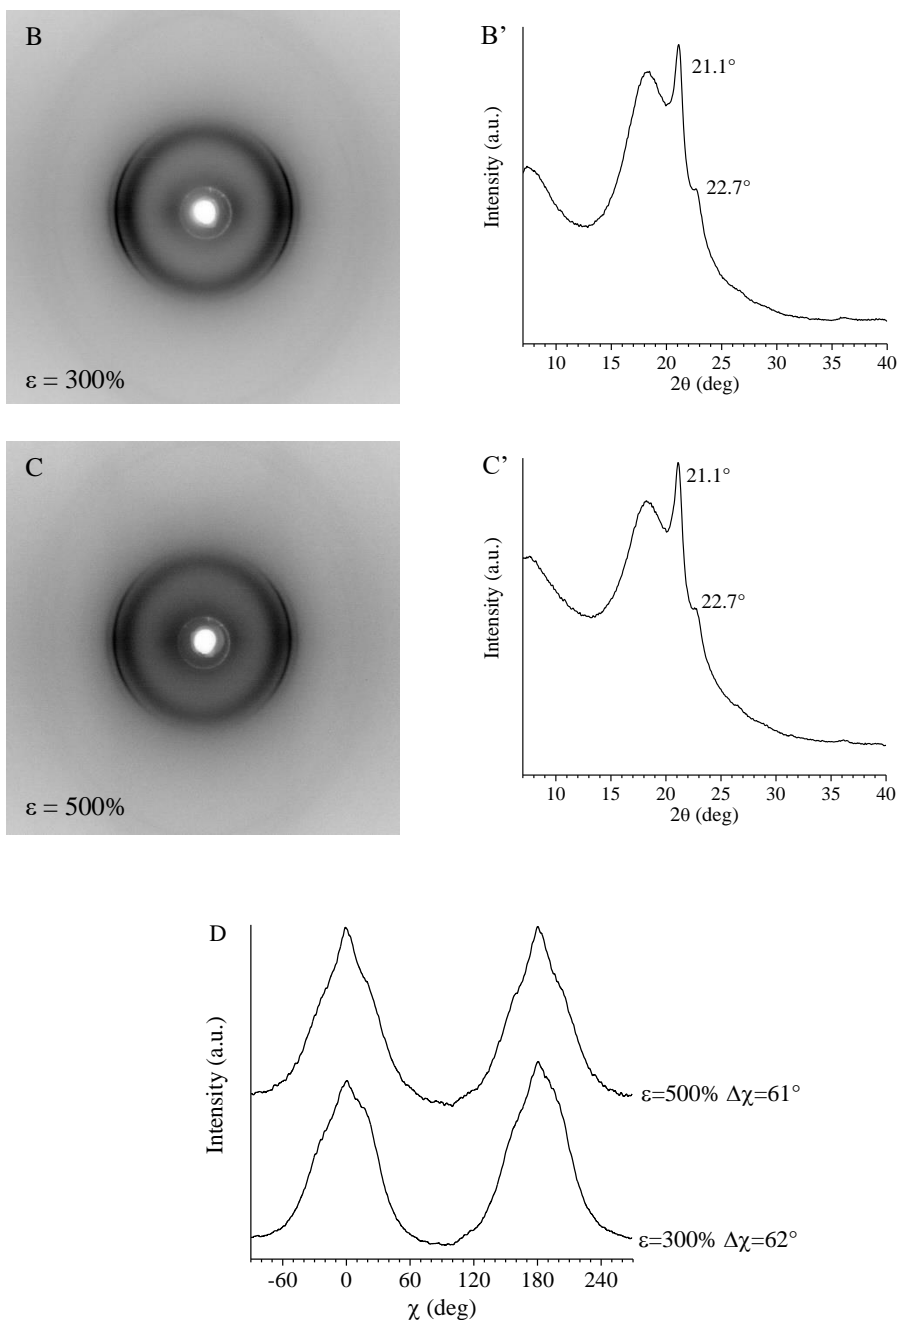 B
ε = 300%
B’
21.1°
22.7°
Intensity (a.u.)
10 15 20 25 30 35 40
2θ (deg)
C
ε = 500%
C’
21.1°
22.7°
Intensity (a.u.)
10 15 20 25 30 35 40
2θ (deg)
D
Intensity (a.u.)
ε=500% Δχ=61°
ε=300% Δχ=62°
-60 0 60 120 180 240
χ (deg)